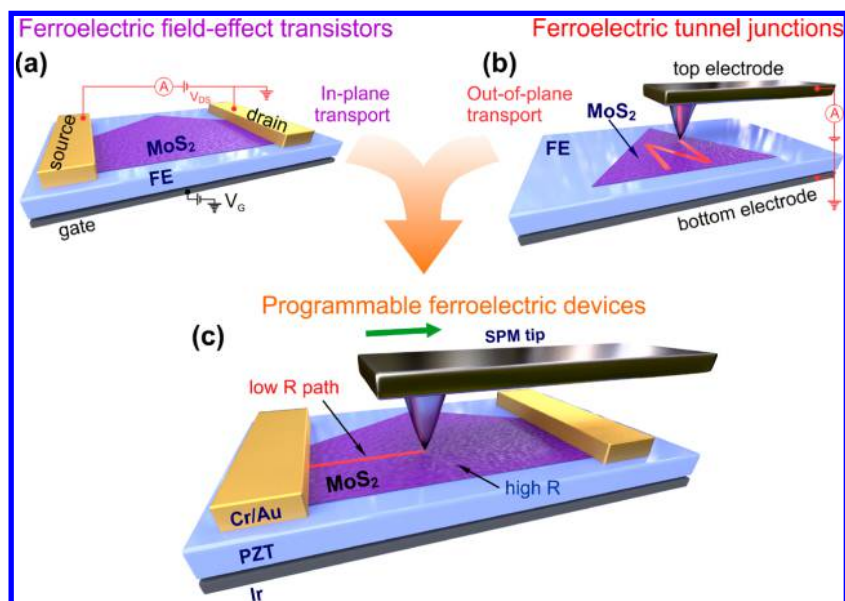 Ferroelectric field-effect transistors
Ferroelectric tunnel junctions
(a)
A
V_DS
source
drain
MoS₂
FE
gate
V_G
In-plane
transport
Out-of-plane
transport
(b)
top electrode
MoS₂
FE
A
bottom electrode
Programmable ferroelectric devices
(c)
SPM tip
low R path
MoS₂
high R
Cr/Au
PZT
Ir